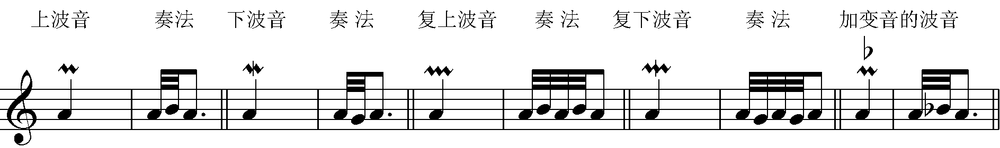 上波音 奏法 下波音 奏 法 复上波音 奏 法 复下波音 奏 法 加变音的波音